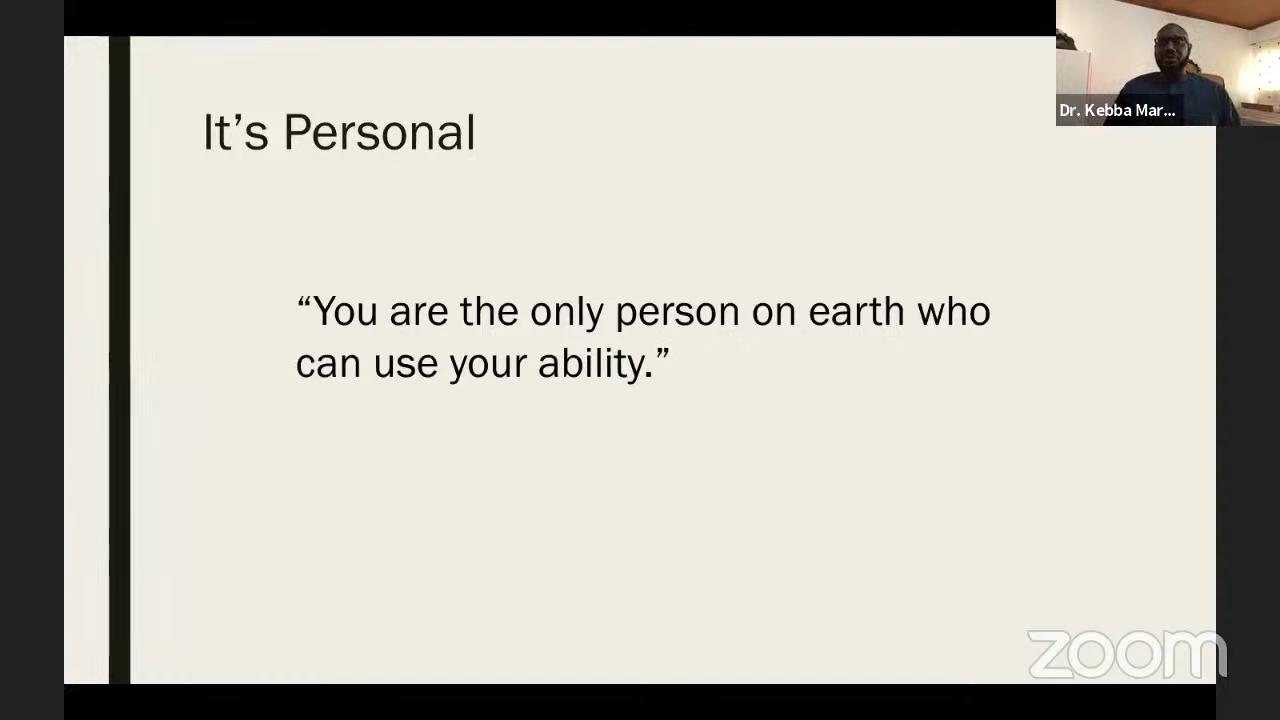 Dr. Kebba Mar...
It’s Personal
“You are the only person on earth who
can use your ability.”
zoom